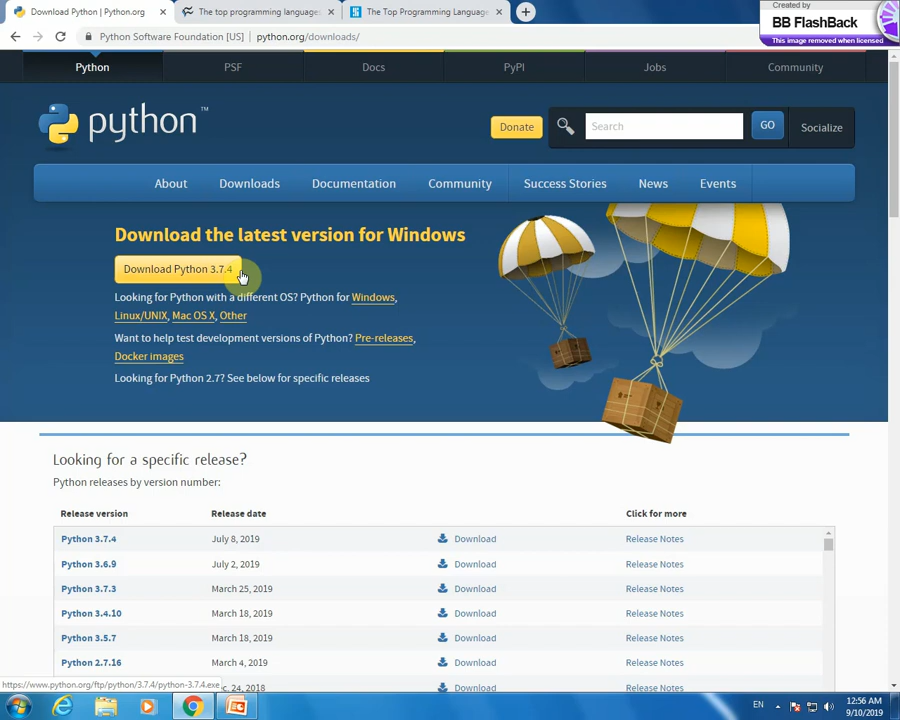 Download Python | Python.org
The top programming languages
The Top Programming Language
Created by
BB FlashBack
This image removed when licensed
Python Software Foundation [US]
python.org/downloads/
Python
PSF
Docs
PyPI
Jobs
Community
python™
Donate
Search
GO
Socialize
About
Downloads
Documentation
Community
Success Stories
News
Events
Download the latest version for Windows
Download Python 3.7.4
Looking for Python with a different OS? Python for Windows,
Linux/UNIX, Mac OS X, Other
Want to help test development versions of Python? Pre-releases,
Docker images
Looking for Python 2.7? See below for specific releases
Looking for a specific release?
Python releases by version number:
Release version Release date Click for more
Python 3.7.4 July 8, 2019 Download Release Notes
Python 3.6.9 July 2, 2019 Download Release Notes
Python 3.7.3 March 25, 2019 Download Release Notes
Python 3.4.10 March 18, 2019 Download Release Notes
Python 3.5.7 March 18, 2019 Download Release Notes
Python 2.7.16 March 4, 2019 Download Release Notes
c. 24, 2018 Download Release Notes
https://www.python.org/ftp/python/3.7.4/python-3.7.4.exe
EN
12:56 AM
9/10/2019